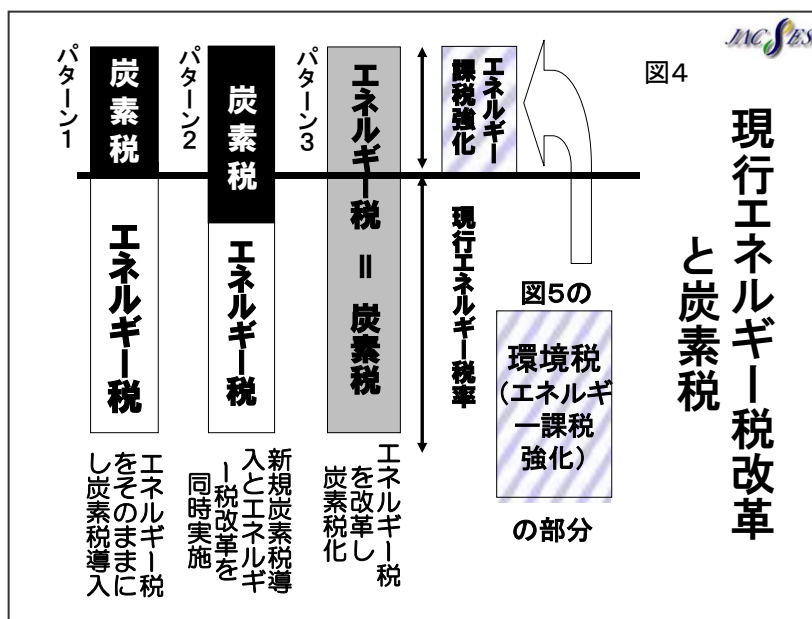 JACSES
図4
現行エネルギー税改革
と炭素税
パターン1
炭素税
エネルギー税
エネルギー税
をそのままに
し炭素税導入
パターン2
炭素税
エネルギー税
新規炭素税導
入とエネルギ
ー税改革を
同時実施
パターン3
エネルギー税 = 炭素税
エネルギー税
を改革し
炭素税化
エネルギー
課税強化
現行エネルギー税率
図5の
環境税
(エネルギ
ー課税
強化)
の部分